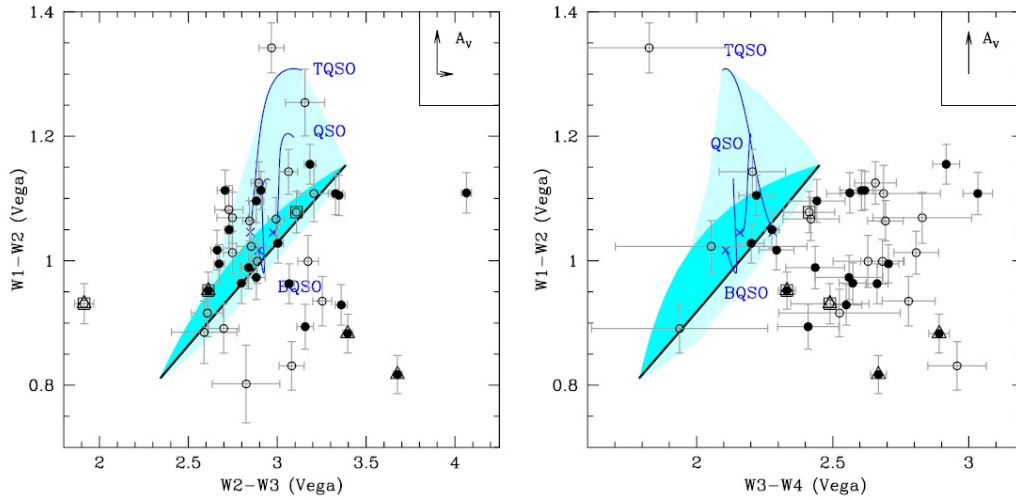 1.4
1.2
1
0.8
W1−W2 (Vega)
TQSO
QSO
BQSO
A_V
2
2.5
3
3.5
4
W2−W3 (Vega)
1.4
1.2
1
0.8
W1−W2 (Vega)
TQSO
QSO
BQSO
A_V
2
2.5
3
W3−W4 (Vega)